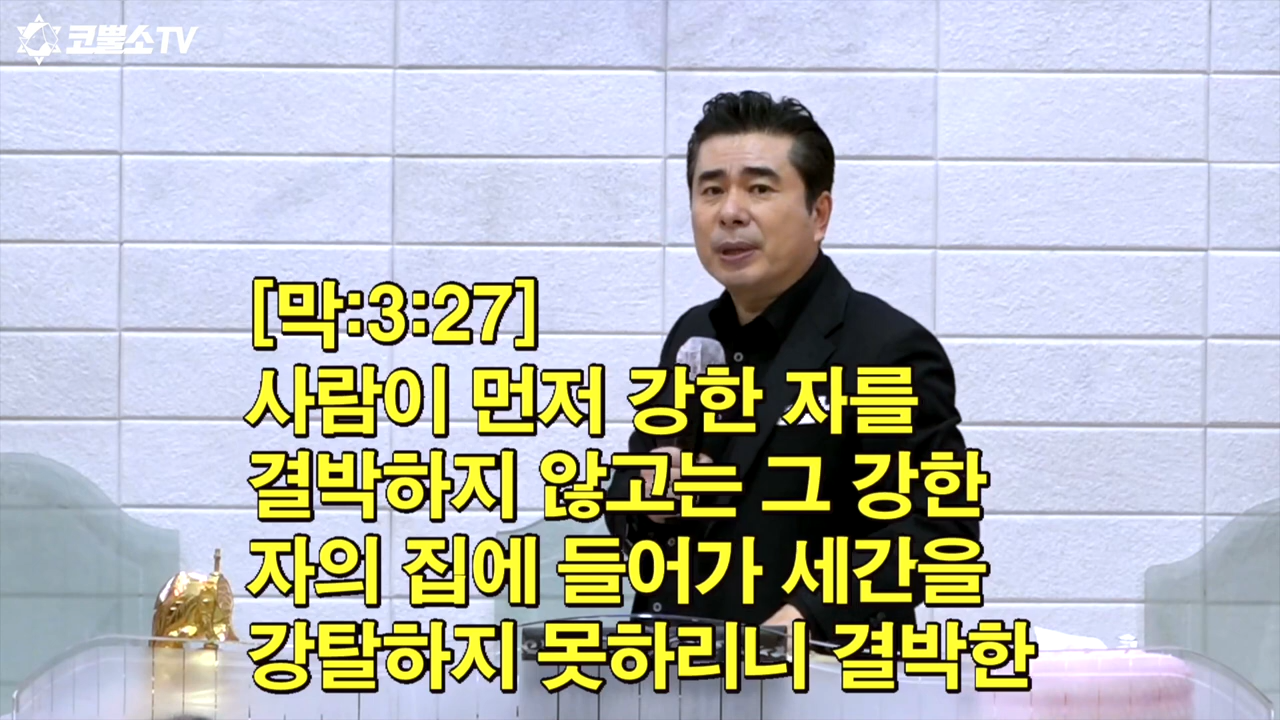 코뿔소TV
[막:3:27]
사람이 먼저 강한 자를
결박하지 않고는 그 강한
자의 집에 들어가 세간을
강탈하지 못하리니 결박한